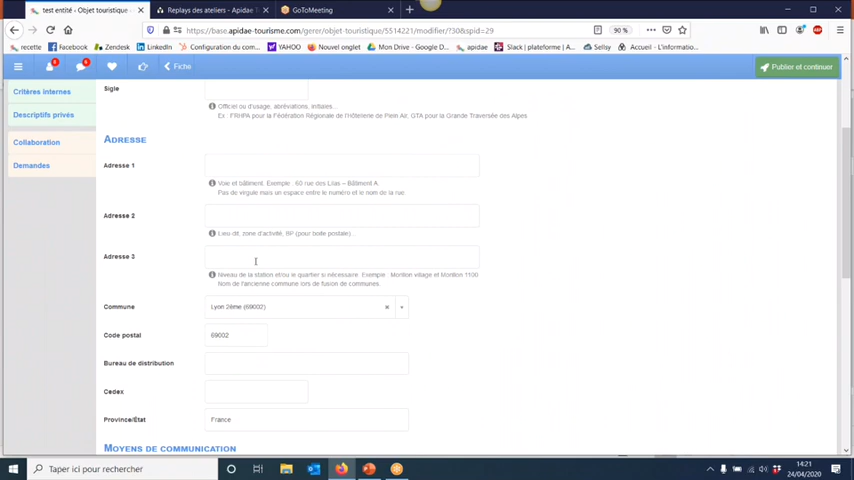 test entité ‹ Objet touristique ‹
Replays des ateliers - Apidae To
GoToMeeting
https://base.apidae-tourisme.com/gerer/objet-touristique/5514221/modifier/?30&spid=29
90 %
recette
Facebook
Zendesk
LinkedIn
Configuration du com...
YAHOO
Nouvel onglet
Mon Drive - Google D...
apidae
Slack | plateforme | A...
Sellsy
Accueil - L'informatio...
Fiche
Publier et continuer
Critères internes
Descriptifs privés
Collaboration
Demandes
Sigle
Officiel ou d'usage, abréviations, initiales...
Ex : FRHPA pour la Fédération Régionale de l'Hôtellerie de Plein Air, GTA pour la Grande Traversée des Alpes
ADRESSE
Adresse 1
Voie et bâtiment. Exemple : 60 rue des Lilas – Bâtiment A.
Pas de virgule mais un espace entre le numéro et le nom de la rue.
Adresse 2
Lieu dit, zone d'activité, BP (pour boite postale)...
Adresse 3
Niveau de la station et/ou le quartier si nécessaire. Exemple : Montlon village et Montlon 1100
Nom de l'ancienne commune lors de fusion de communes.
Commune
Lyon 2ème (69002)
Code postal
69002
Bureau de distribution
Cedex
Province/État
France
MOYENS DE COMMUNICATION
Taper ici pour rechercher
14:21
24/04/2020